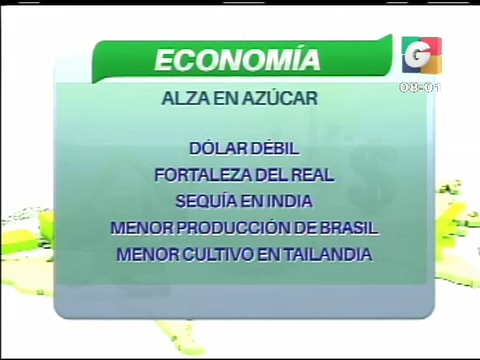 ECONOMÍA
G
08:01
ALZA EN AZÚCAR
DÓLAR DÉBIL
FORTALEZA DEL REAL
SEQUÍA EN INDIA
MENOR PRODUCCIÓN DE BRASIL
MENOR CULTIVO EN TAILANDIA